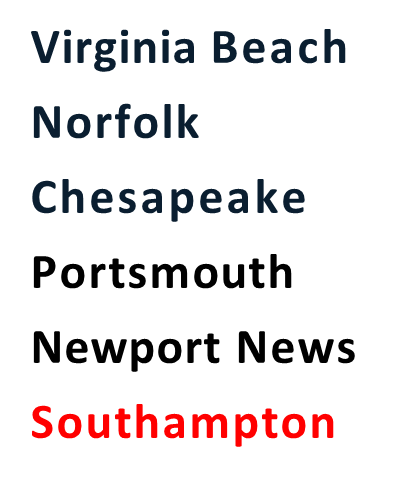 Virginia Beach
Norfolk
Chesapeake
Portsmouth
Newport News
Southampton